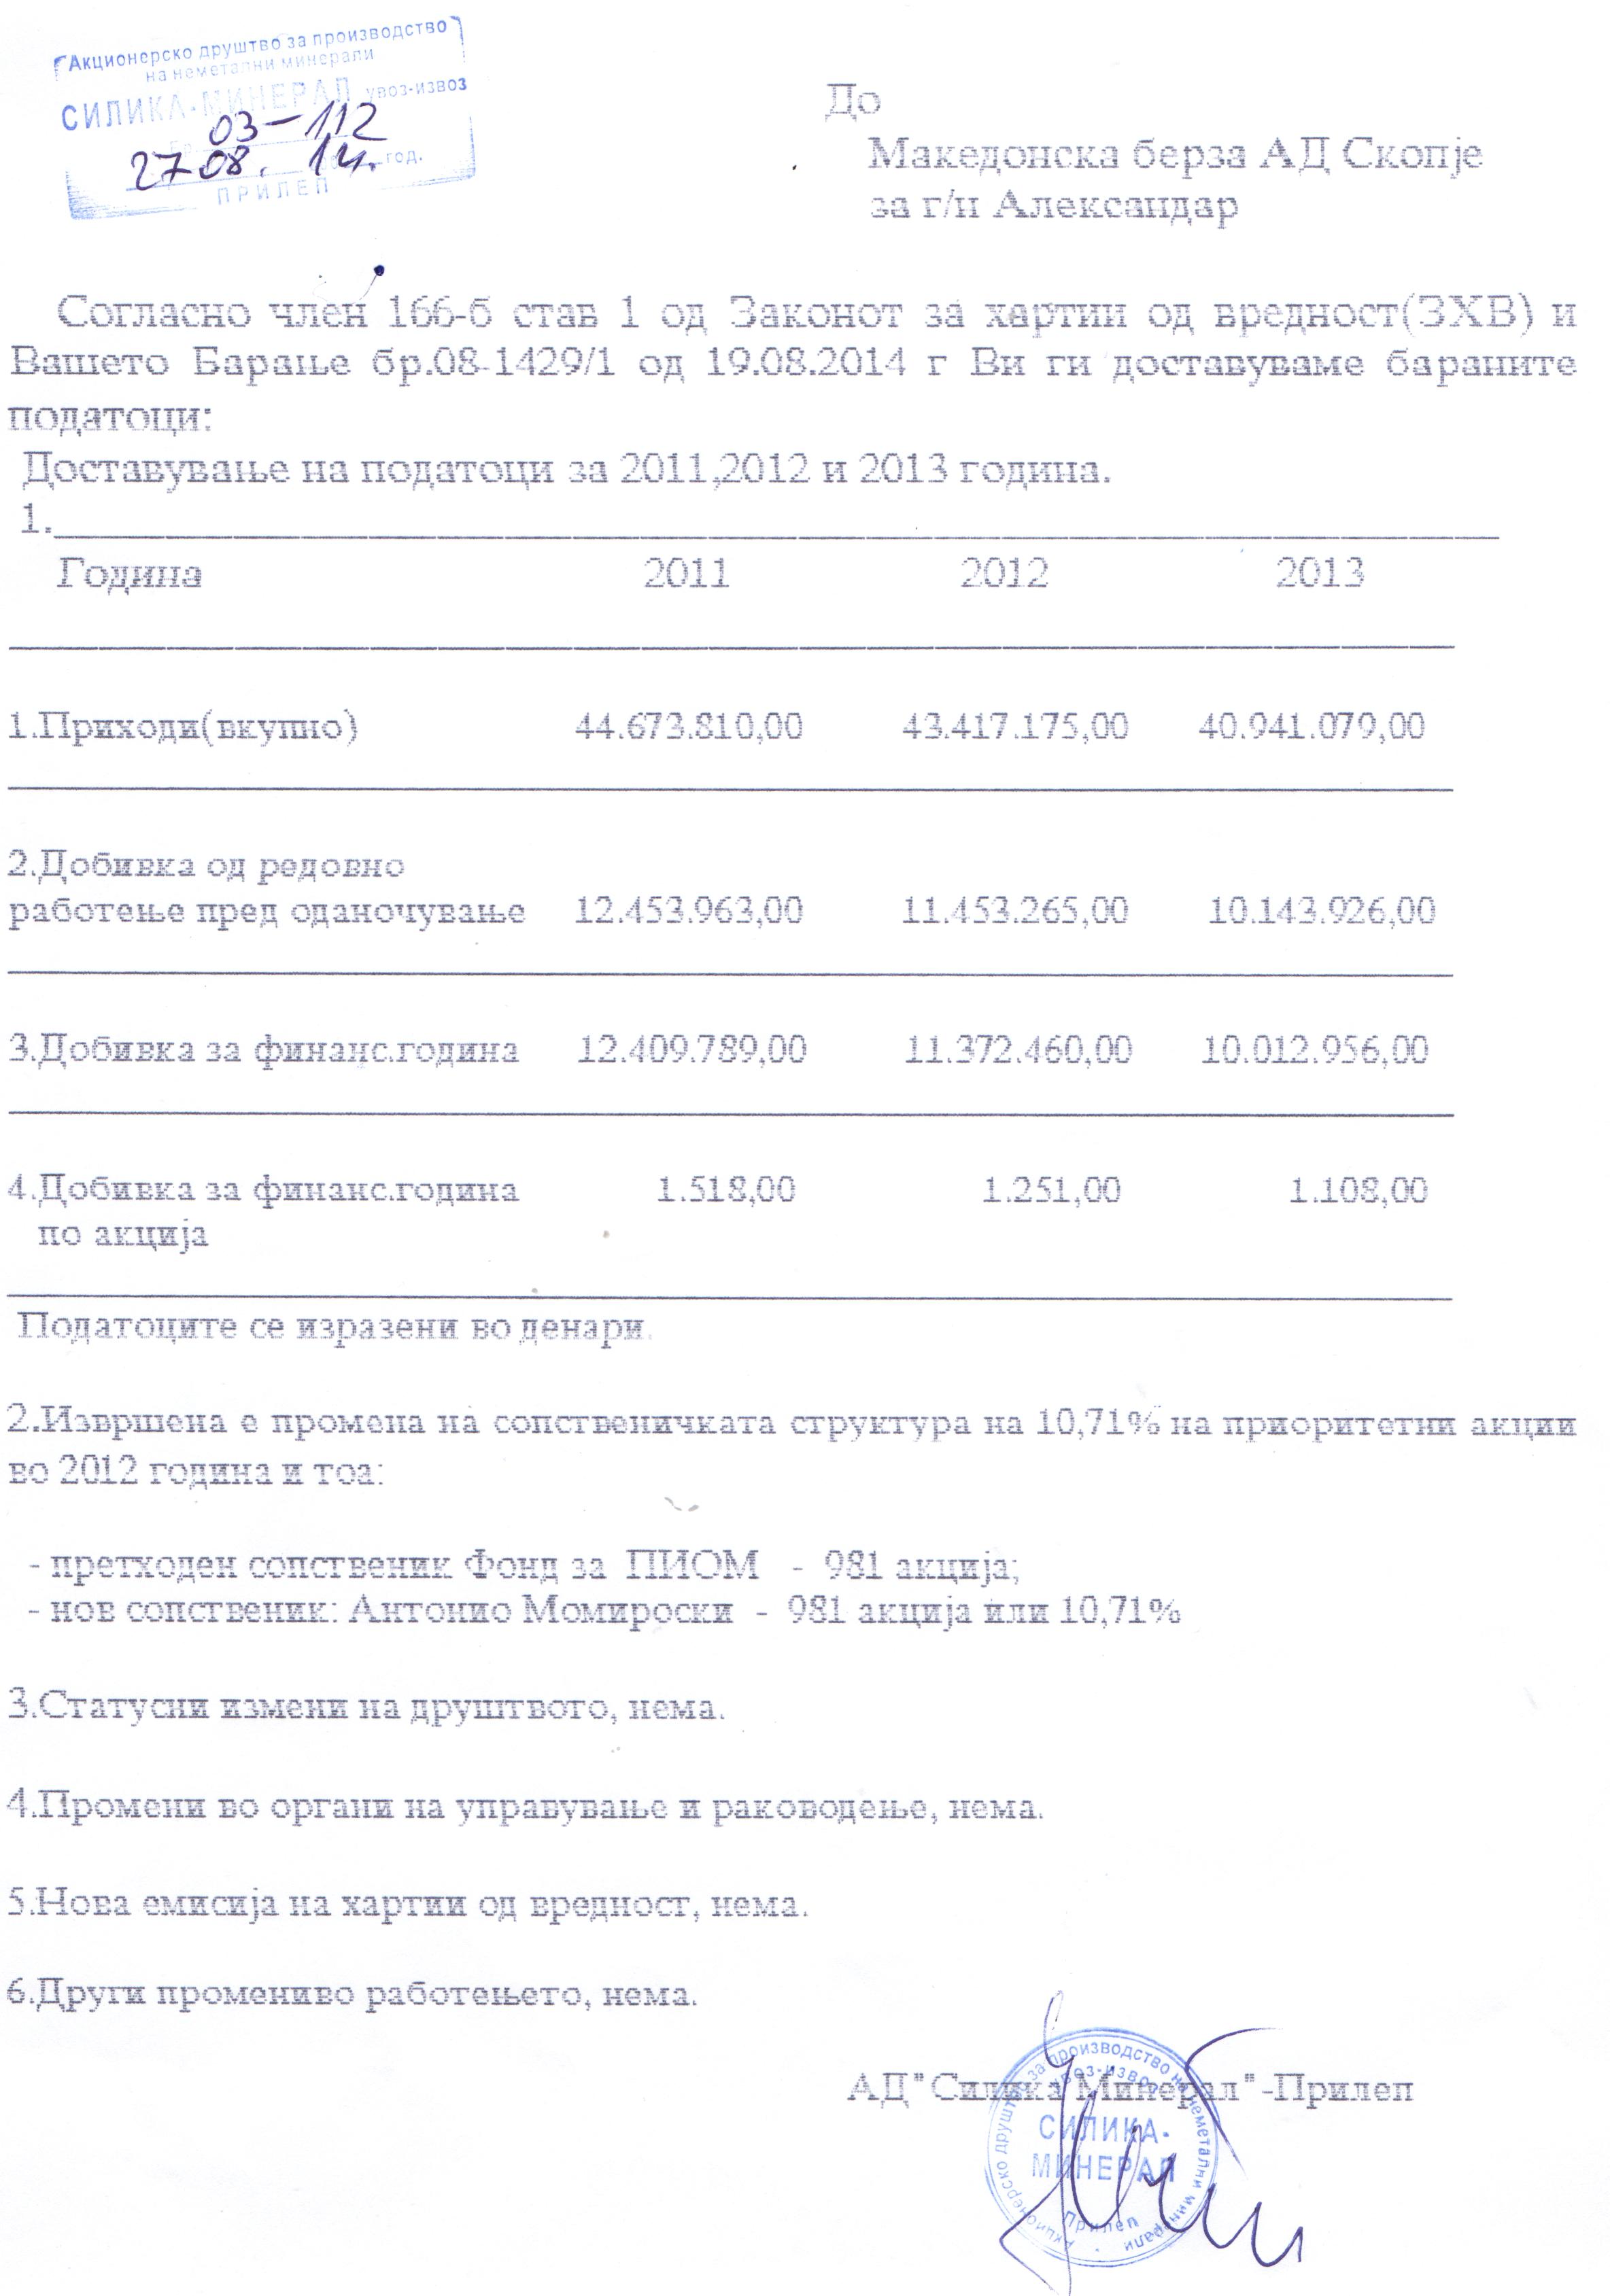 Акционерско друштво за производство
на неметални минерали
СИЛИКА-МИНЕРАЛ увоз-извоз
Бр. 03-112
27 08. 14. год.
ПРИЛЕП
До
Македонска берза АД Скопје
за г/н Александар
Согласно член 166-б став 1 од Законот за хартии од вредност(ЗХВ) и
Вашето Барање бр.08-1429/1 од 19.08.2014 г Ви ги доставуваме бараните
податоци:
Доставување на податоци за 2011,2012 и 2013 година.
1.
Година 2011 2012 2013
1.Приходи(вкупно) 44.673.810,00 43.417.175,00 40.941.079,00
2.Добивка од редовно
работење пред оданочување 12.453.963,00 11.453.265,00 10.143.926,00
3.Добивка за финанс.година 12.409.789,00 11.372.460,00 10.012.956,00
4.Добивка за финанс.година 1.518,00 1.251,00 1.108,00
по акција
Податоците се изразени во денари.
2.Извршена е промена на сопственичката структура на 10,71% на приоритетни акции
во 2012 година и тоа:
- претходен сопственик Фонд за ПИОМ - 981 акција;
- нов сопственик: Антонио Момироски - 981 акција или 10,71%
3.Статусни измени на друштвото, нема.
4.Промени во органи на управување и раководење, нема.
5.Нова емисија на хартии од вредност, нема.
6.Други промениво работењето, нема.
АД"Силика Минерал"-Прилеп
Акционерско друштво за производство на неметални минерали
увоз-извоз
СИЛИКА-
МИНЕРАЛ
Прилеп